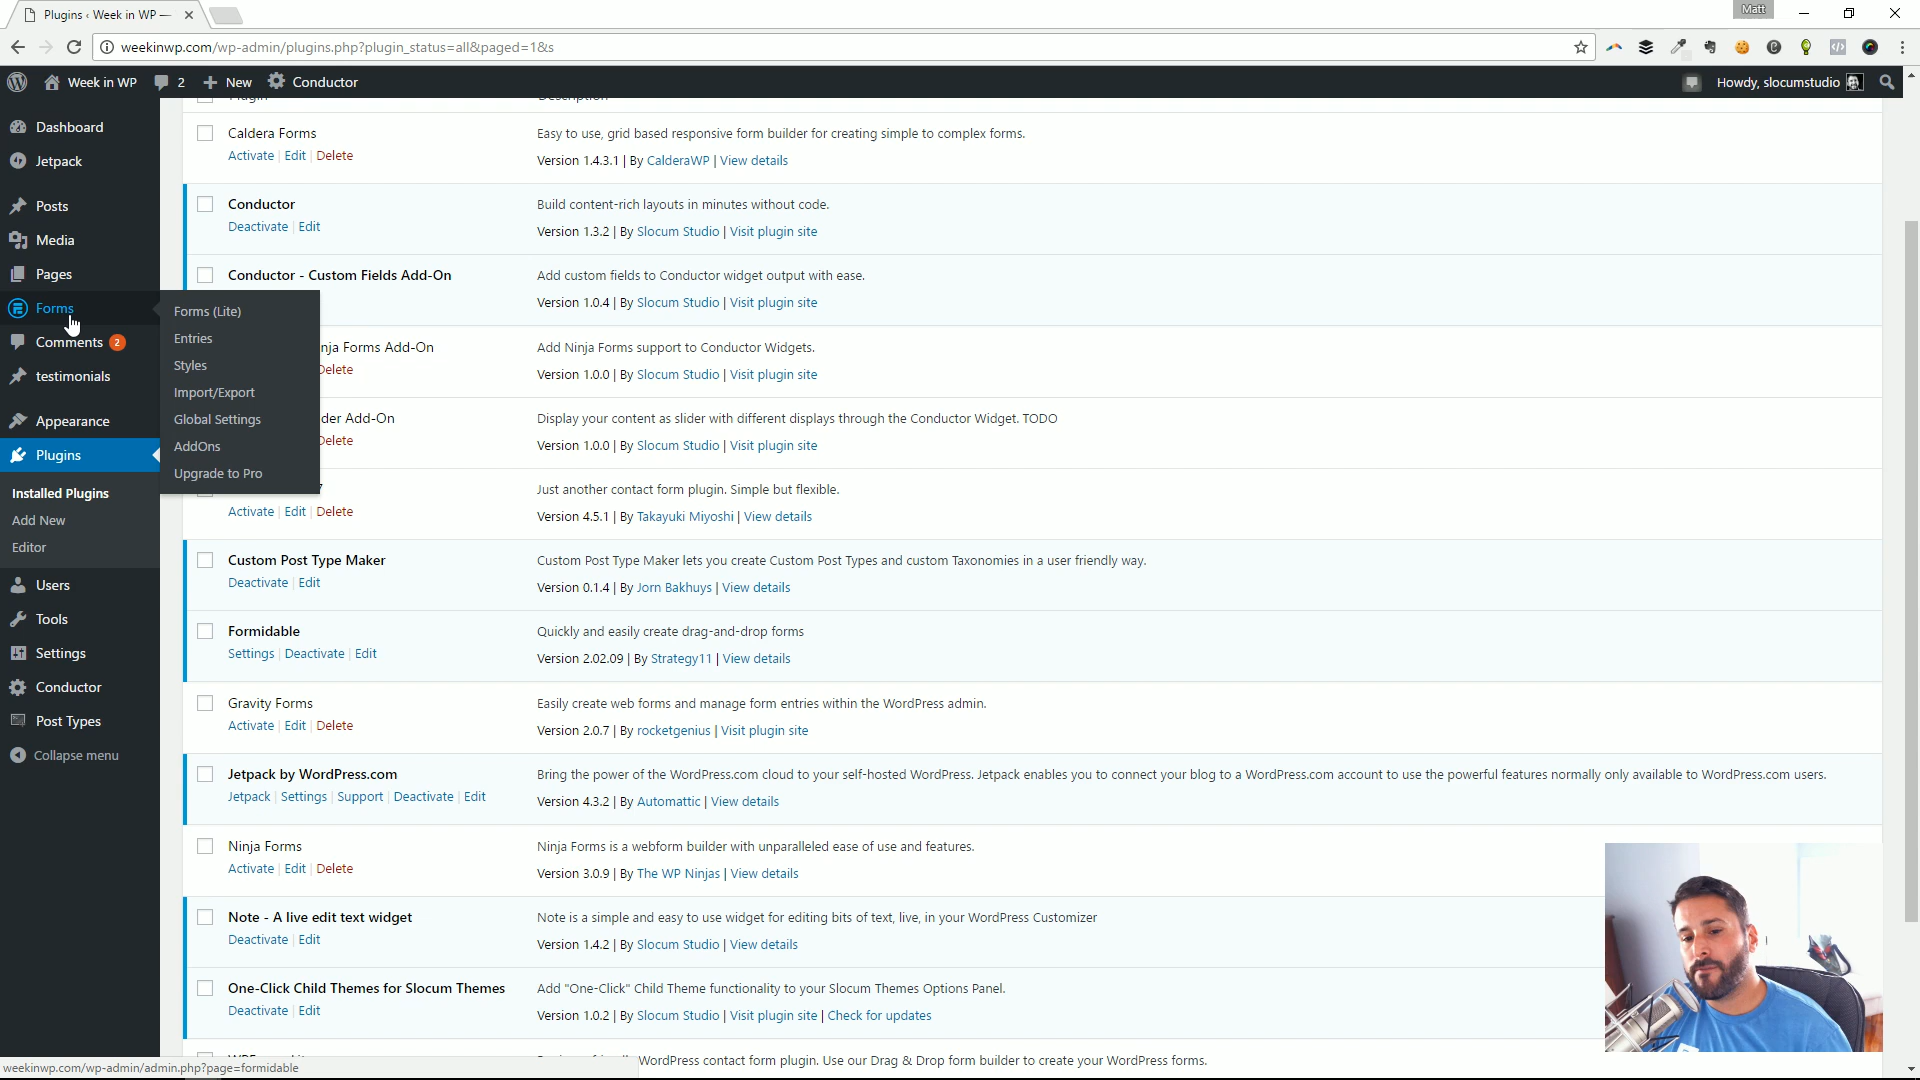 Plugins ‹ Week in WP —
Matt
weekinwp.com/wp-admin/plugins.php?plugin_status=all&paged=1&s
Week in WP
2
New
Conductor
Howdy, slocumstudio
Dashboard
Jetpack
Posts
Media
Pages
Forms
Comments 2
testimonials
Appearance
Plugins
Installed Plugins
Add New
Editor
Users
Tools
Settings
Conductor
Post Types
Collapse menu
Forms (Lite)
Entries
Styles
Import/Export
Global Settings
AddOns
Upgrade to Pro
Caldera Forms
Activate | Edit | Delete
Easy to use, grid based responsive form builder for creating simple to complex forms.
Version 1.4.3.1 | By CalderaWP | View details
Conductor
Deactivate | Edit
Build content-rich layouts in minutes without code.
Version 1.3.2 | By Slocum Studio | Visit plugin site
Conductor - Custom Fields Add-On
Add custom fields to Conductor widget output with ease.
Version 1.0.4 | By Slocum Studio | Visit plugin site
nja Forms Add-On
Delete
Add Ninja Forms support to Conductor Widgets.
Version 1.0.0 | By Slocum Studio | Visit plugin site
der Add-On
Delete
Display your content as slider with different displays through the Conductor Widget. TODO
Version 1.0.0 | By Slocum Studio | Visit plugin site
7
Activate | Edit | Delete
Just another contact form plugin. Simple but flexible.
Version 4.5.1 | By Takayuki Miyoshi | View details
Custom Post Type Maker
Deactivate | Edit
Custom Post Type Maker lets you create Custom Post Types and custom Taxonomies in a user friendly way.
Version 0.1.4 | By Jorn Bakhuys | View details
Formidable
Settings | Deactivate | Edit
Quickly and easily create drag-and-drop forms
Version 2.02.09 | By Strategy11 | View details
Gravity Forms
Activate | Edit | Delete
Easily create web forms and manage form entries within the WordPress admin.
Version 2.0.7 | By rocketgenius | Visit plugin site
Jetpack by WordPress.com
Jetpack | Settings | Support | Deactivate | Edit
Bring the power of the WordPress.com cloud to your self-hosted WordPress. Jetpack enables you to connect your blog to a WordPress.com account to use the powerful features normally only available to WordPress.com users.
Version 4.3.2 | By Automattic | View details
Ninja Forms
Activate | Edit | Delete
Ninja Forms is a webform builder with unparalleled ease of use and features.
Version 3.0.9 | By The WP Ninjas | View details
Note - A live edit text widget
Deactivate | Edit
Note is a simple and easy to use widget for editing bits of text, live, in your WordPress Customizer
Version 1.4.2 | By Slocum Studio | View details
One-Click Child Themes for Slocum Themes
Deactivate | Edit
Add "One-Click" Child Theme functionality to your Slocum Themes Options Panel.
Version 1.0.2 | By Slocum Studio | Visit plugin site | Check for updates
WordPress contact form plugin. Use our Drag & Drop form builder to create your WordPress forms.
weekinwp.com/wp-admin/admin.php?page=formidable